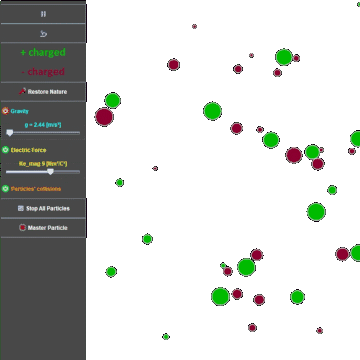 + charged
- charged
Restore Nature
Gravity
g = 2.44 [m/s²]
Electric Force
Ke_mag 9 [Nm²/C²]
Particles' collisions
Stop All Particles
Master Particle